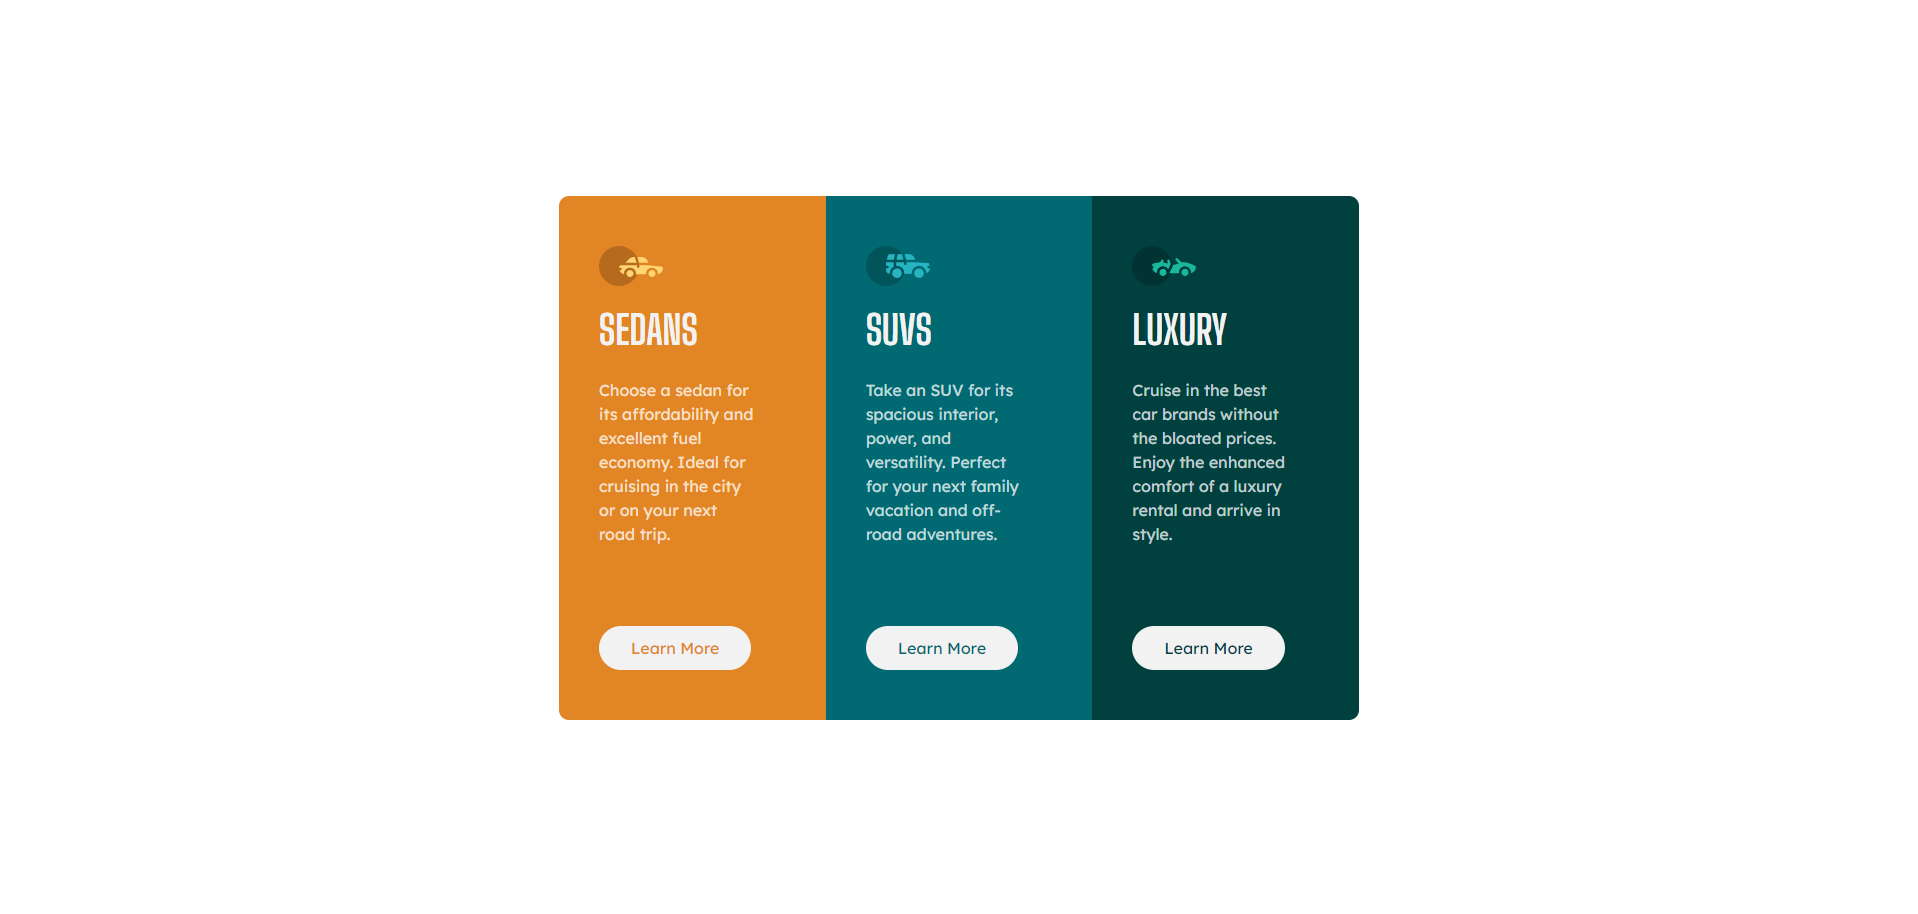 SEDANS
Choose a sedan for
its affordability and
excellent fuel
economy. Ideal for
cruising in the city
or on your next
road trip.
Learn More
SUVS
Take an SUV for its
spacious interior,
power, and
versatility. Perfect
for your next family
vacation and off-
road adventures.
Learn More
LUXURY
Cruise in the best
car brands without
the bloated prices.
Enjoy the enhanced
comfort of a luxury
rental and arrive in
style.
Learn More